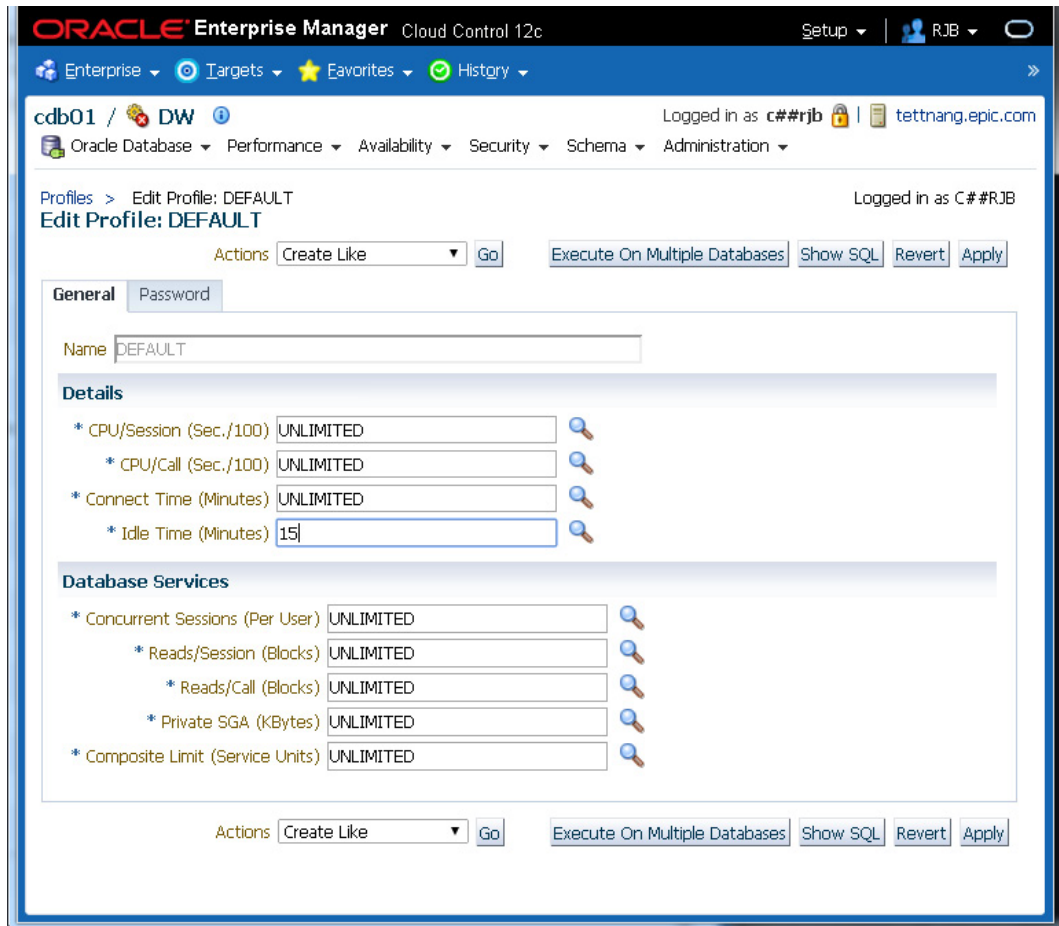 ORACLE Enterprise Manager Cloud Control 12c Setup RJB
Enterprise Targets Favorites History »
cdb01 / DW Logged in as c##rjb | tettnang.epic.com
Oracle Database Performance Availability Security Schema Administration
Profiles > Edit Profile: DEFAULT Logged in as C##RJB
Edit Profile: DEFAULT
Actions Create Like Go Execute On Multiple Databases Show SQL Revert Apply
General Password
Name DEFAULT
Details
* CPU/Session (Sec./100) UNLIMITED
* CPU/Call (Sec./100) UNLIMITED
* Connect Time (Minutes) UNLIMITED
* Idle Time (Minutes) 15
Database Services
* Concurrent Sessions (Per User) UNLIMITED
* Reads/Session (Blocks) UNLIMITED
* Reads/Call (Blocks) UNLIMITED
* Private SGA (KBytes) UNLIMITED
* Composite Limit (Service Units) UNLIMITED
Actions Create Like Go Execute On Multiple Databases Show SQL Revert Apply